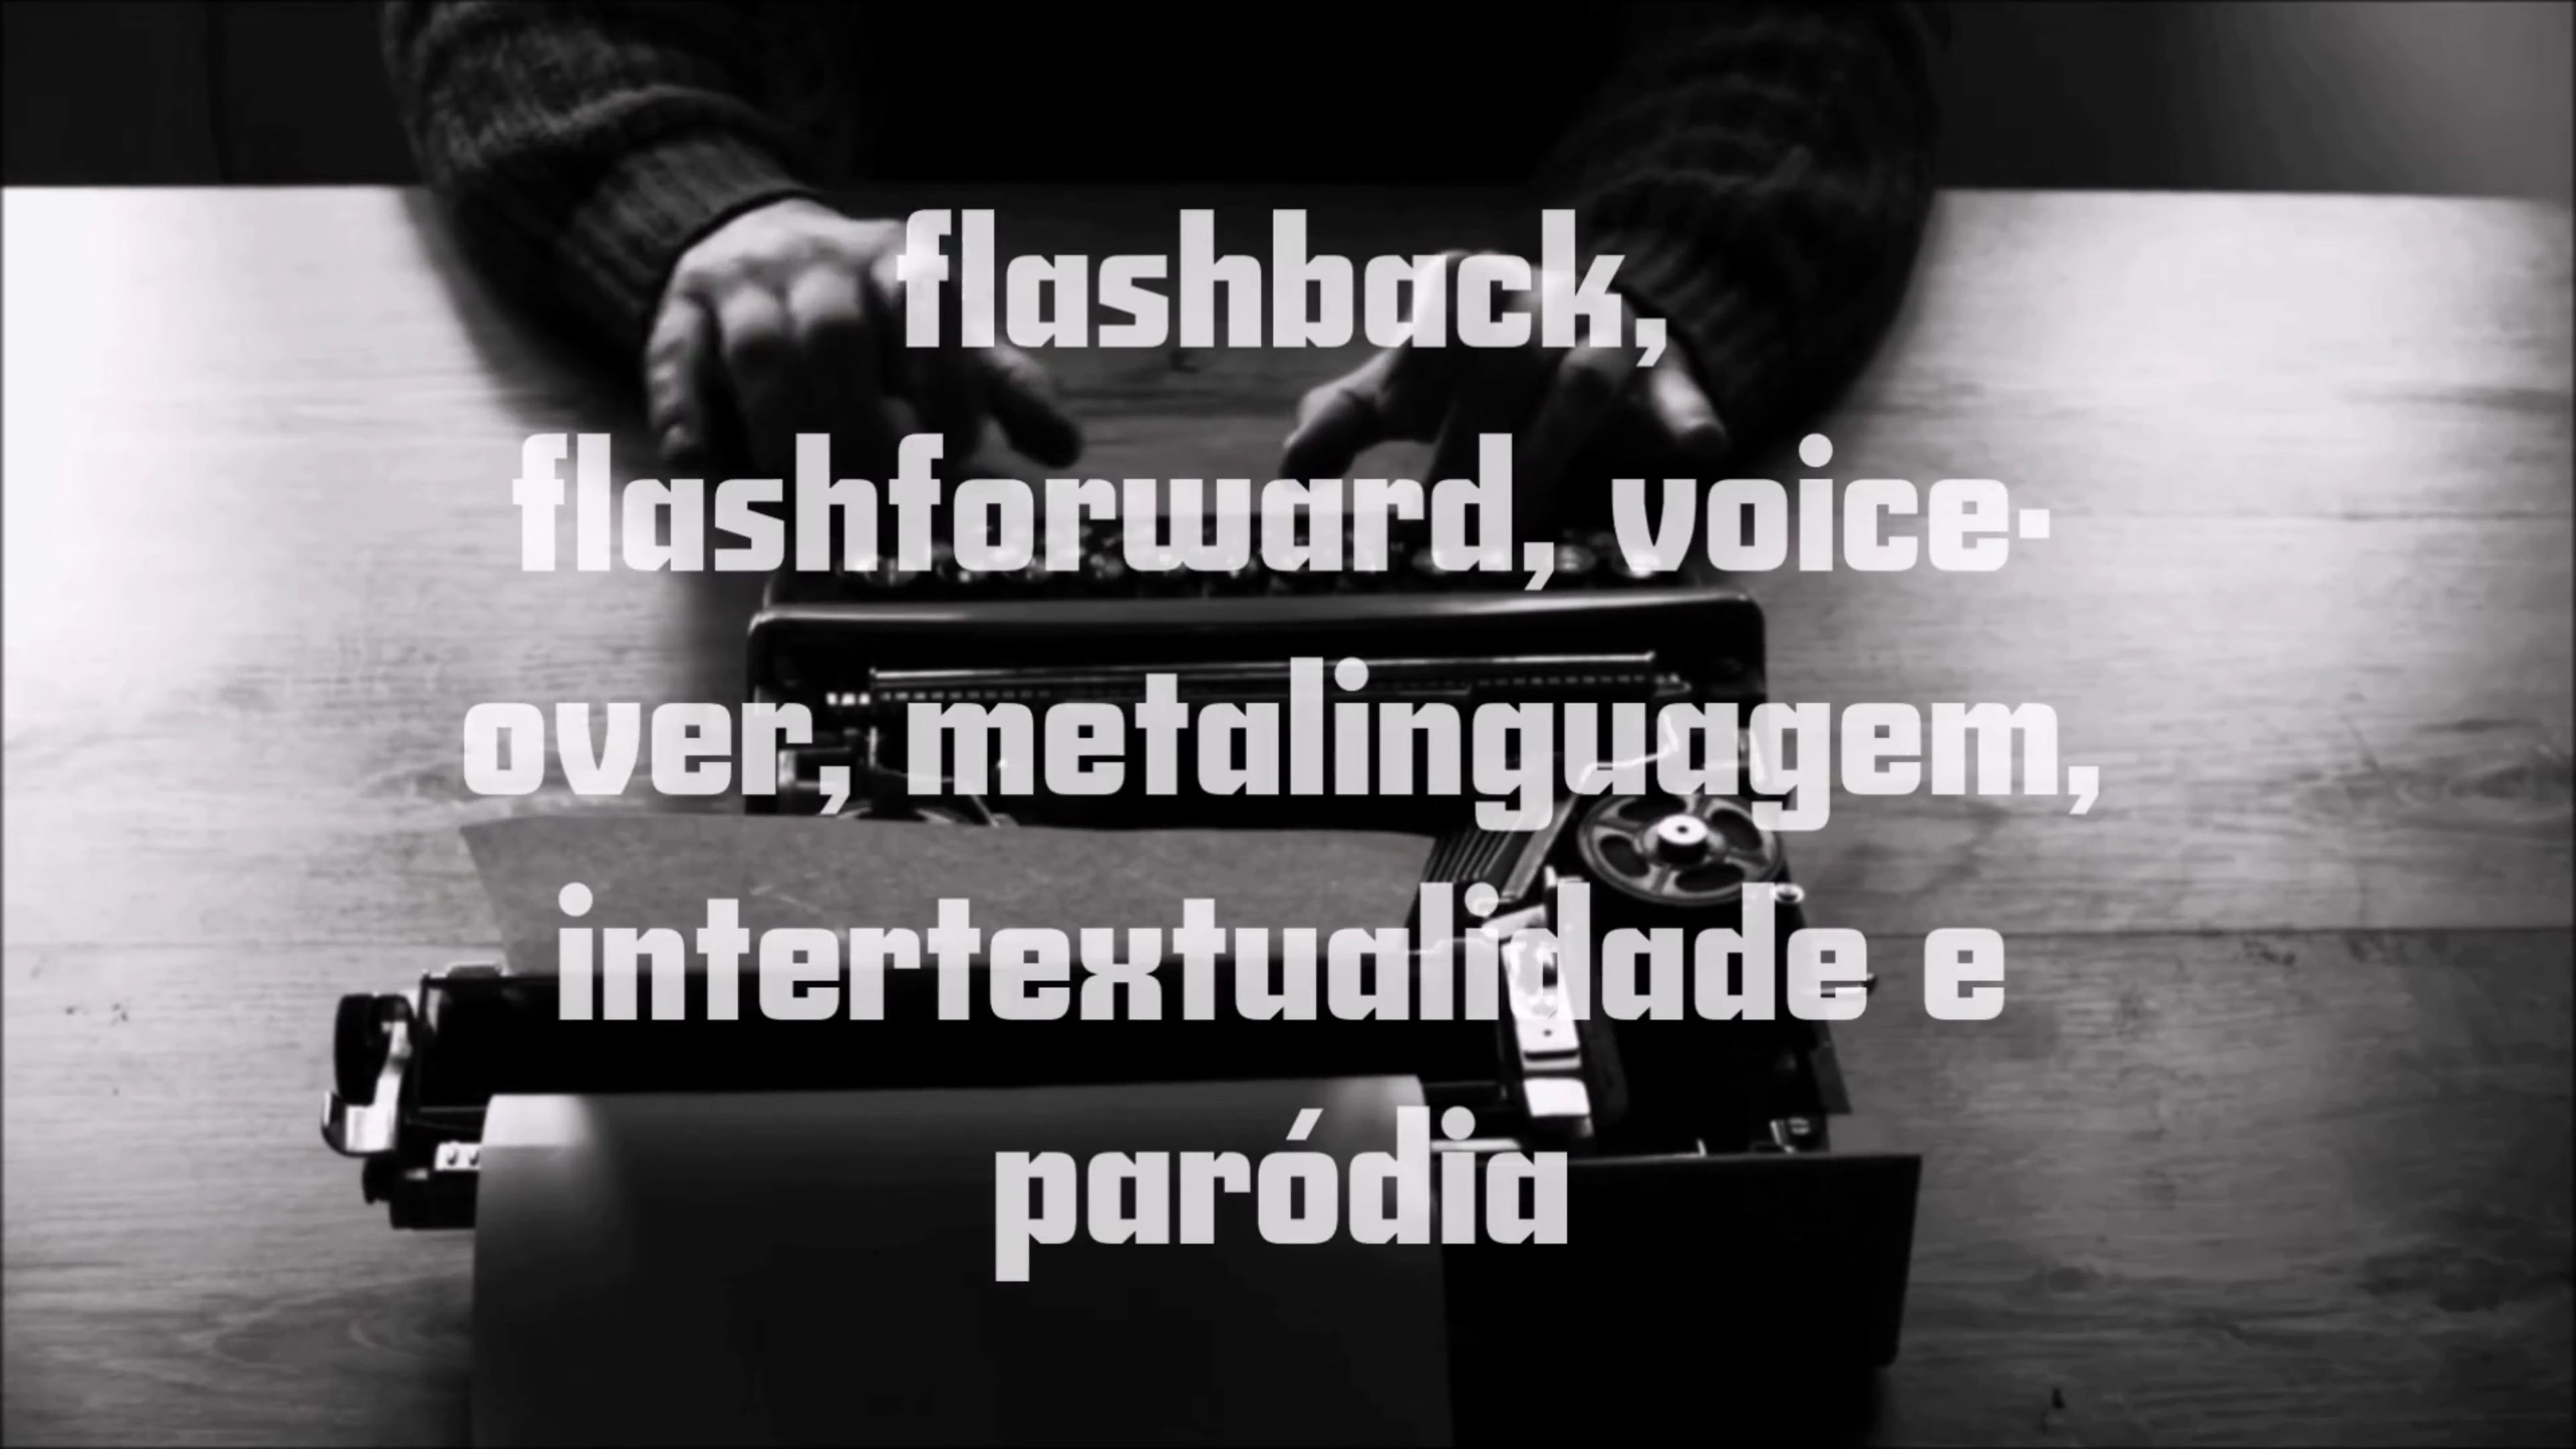 flashback,
flashforward, voice-
over, metalinguagem,
intertextualidade e
paródia